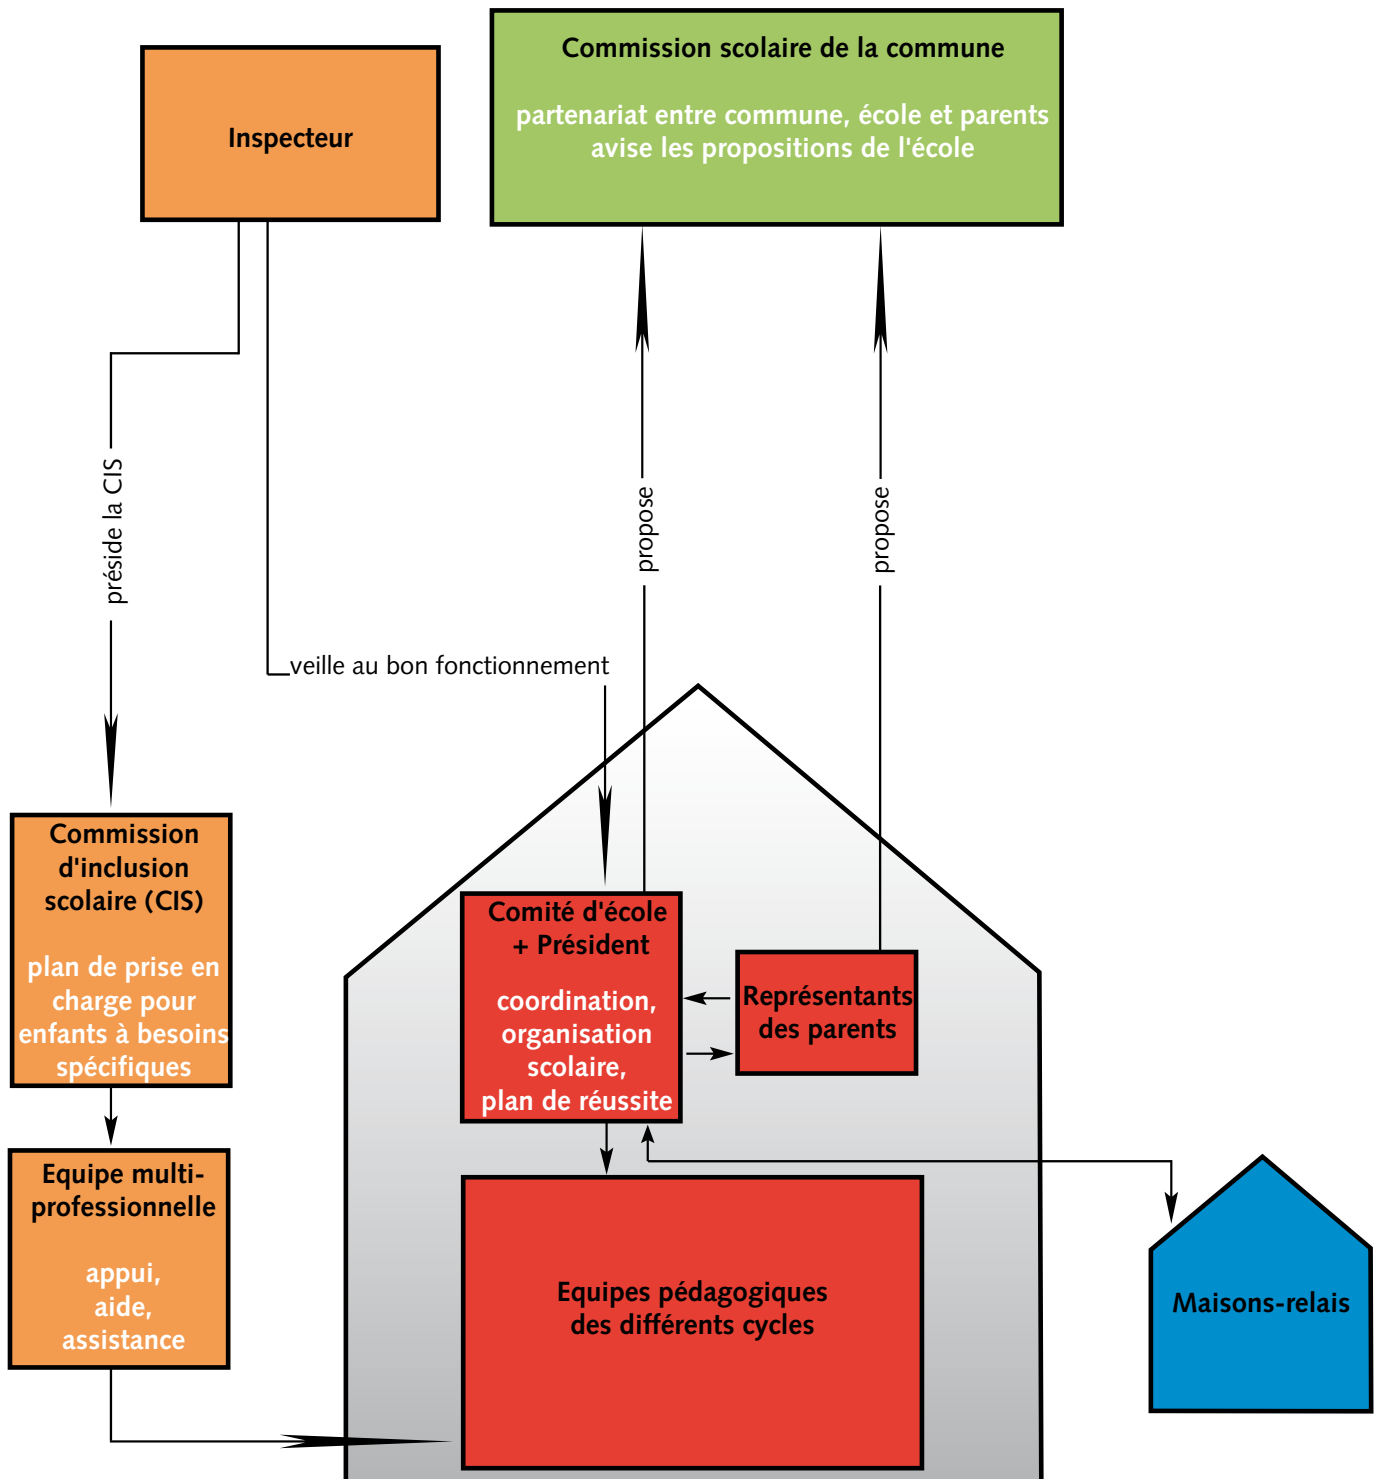 Commission scolaire de la commune
partenariat entre commune, école et parents
avise les propositions de l'école
Inspecteur
préside la CIS
propose
propose
veille au bon fonctionnement
Commission
d'inclusion
scolaire (CIS)
plan de prise en
charge pour
enfants à besoins
spécifiques
Comité d'école
+ Président
coordination,
organisation
scolaire,
plan de réussite
Représentants
des parents
Equipe multi-
professionnelle
appui,
aide,
assistance
Equipes pédagogiques
des différents cycles
Maisons-relais